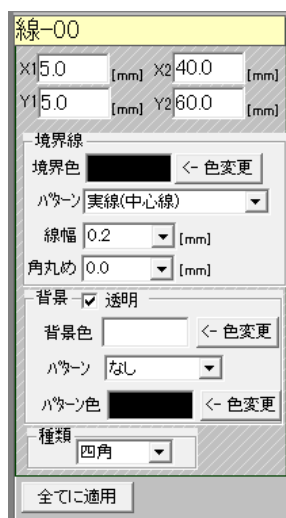 線-00
X1 5.0 [mm] X2 40.0 [mm]
Y1 5.0 [mm] Y2 60.0 [mm]
境界線
境界色 <- 色変更
ﾊﾟﾀｰﾝ 実線(中心線)
線幅 0.2 [mm]
角丸め 0.0 [mm]
背景 透明
背景色 <- 色変更
ﾊﾟﾀｰﾝ なし
ﾊﾟﾀｰﾝ色 <- 色変更
種類
四角
全てに適用